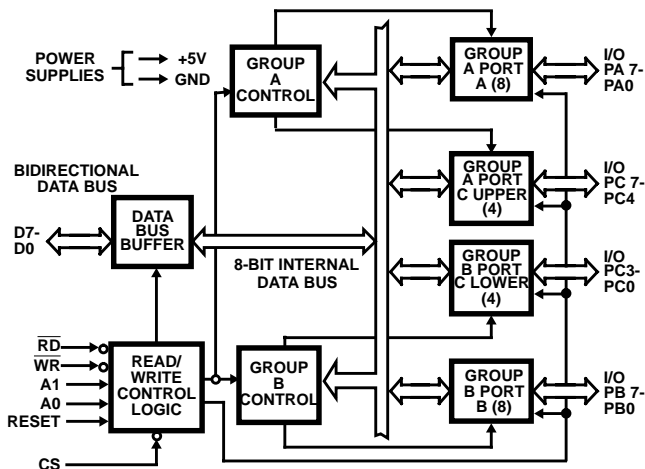 POWER
SUPPLIES
+5V
GND
GROUP
A
CONTROL
GROUP
A PORT
A (8)
I/O
PA 7-
PA0
BIDIRECTIONAL
DATA BUS
D7-
D0
DATA
BUS
BUFFER
8-BIT INTERNAL
DATA BUS
GROUP
A PORT
C UPPER
(4)
I/O
PC 7-
PC4
GROUP
B PORT
C LOWER
(4)
I/O
PC3-
PC0
RD
WR
A1
A0
RESET
CS
READ/
WRITE
CONTROL
LOGIC
GROUP
B
CONTROL
GROUP
B PORT
B (8)
I/O
PB 7-
PB0